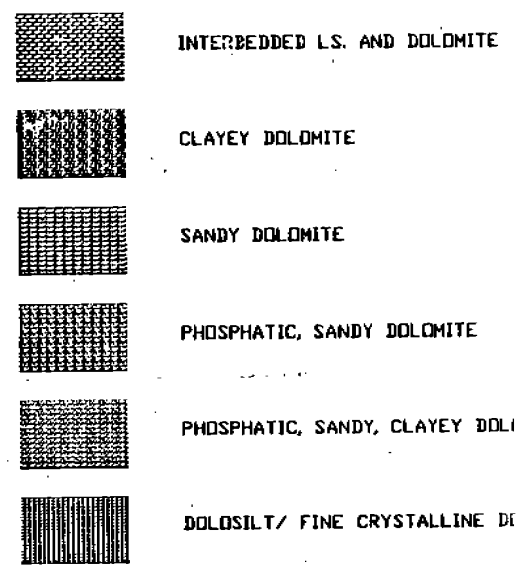 INTERBEDDED LS. AND DOLOMITE
CLAYEY DOLOMITE
SANDY DOLOMITE
PHOSPHATIC, SANDY DOLOMITE
PHOSPHATIC, SANDY, CLAYEY
DOLOSILT/ FINE CRYSTALLINE